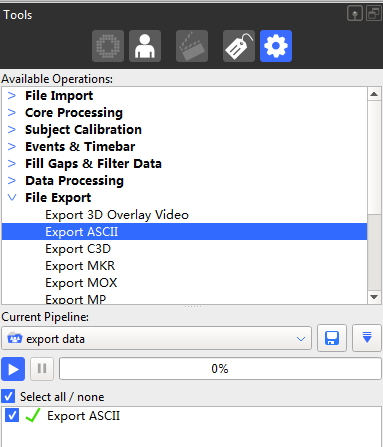 Tools
Available Operations:
File Import
Core Processing
Subject Calibration
Events & Timebar
Fill Gaps & Filter Data
Data Processing
File Export
Export 3D Overlay Video
Export ASCII
Export C3D
Export MKR
Export MOX
Export MP
Current Pipeline:
export data
0%
Select all / none
Export ASCII